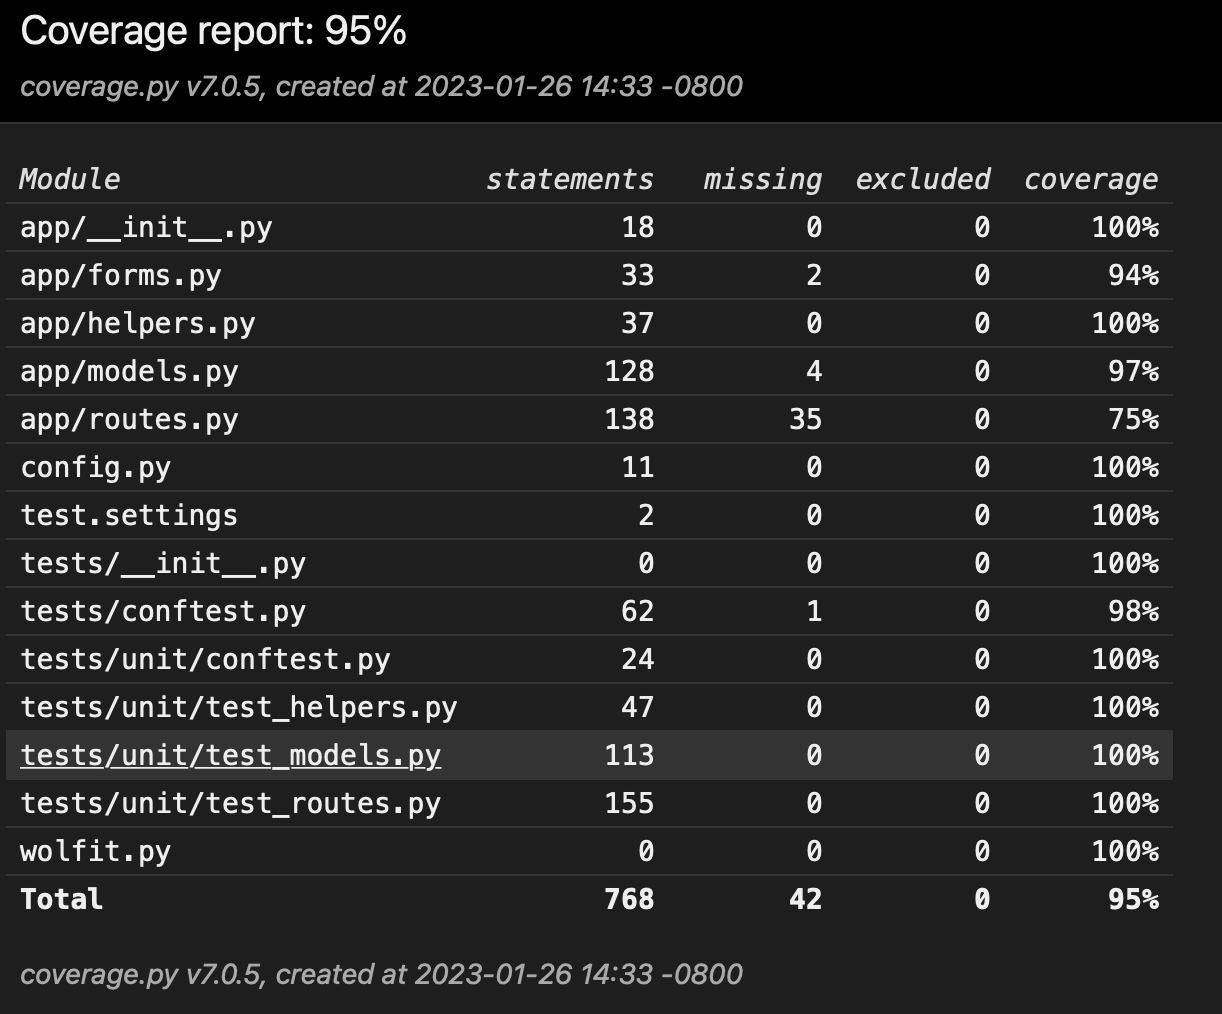 Coverage report: 95%
coverage.py v7.0.5, created at 2023-01-26 14:33 -0800
Module statements missing excluded coverage
app/__init__.py 18 0 0 100%
app/forms.py 33 2 0 94%
app/helpers.py 37 0 0 100%
app/models.py 128 4 0 97%
app/routes.py 138 35 0 75%
config.py 11 0 0 100%
test.settings 2 0 0 100%
tests/__init__.py 0 0 0 100%
tests/conftest.py 62 1 0 98%
tests/unit/conftest.py 24 0 0 100%
tests/unit/test_helpers.py 47 0 0 100%
tests/unit/test_models.py 113 0 0 100%
tests/unit/test_routes.py 155 0 0 100%
wolfit.py 0 0 0 100%
Total 768 42 0 95%
coverage.py v7.0.5, created at 2023-01-26 14:33 -0800